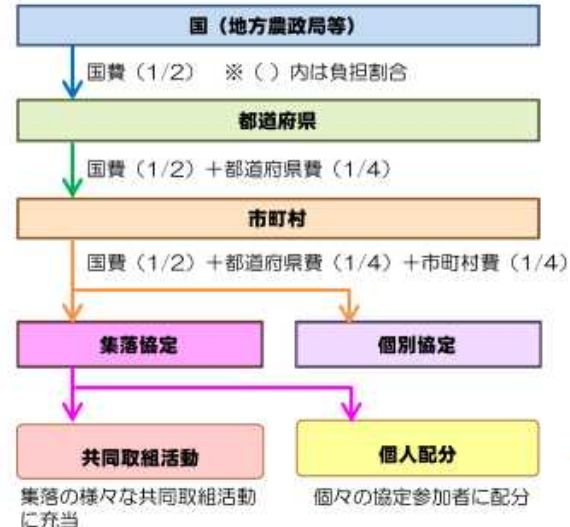 国（地方農政局等）
国費（1/2）　※（ ）内は負担割合
都道府県
国費（1/2）＋都道府県費（1/4）
市町村
国費（1/2）＋都道府県費（1/4）＋市町村費（1/4）
集落協定
個別協定
共同取組活動
個人配分
集落の様々な共同取組活動
に充当
個々の協定参加者に配分